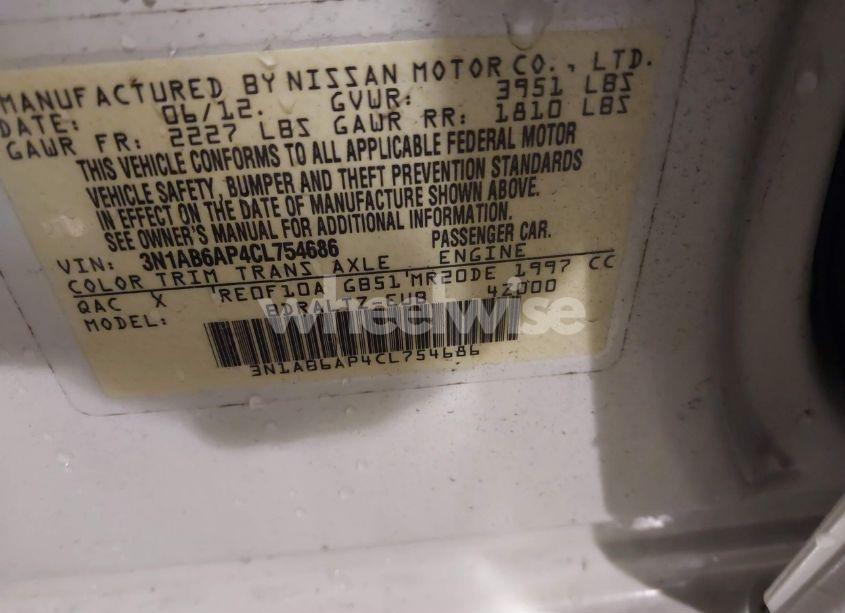 MANUFACTURED BY NISSAN MOTOR CO., LTD.
DATE: 06/12. GVWR: 3951 LBS
GAWR FR: 2227 LBS GAWR RR: 1810 LBS
THIS VEHICLE CONFORMS TO ALL APPLICABLE FEDERAL MOTOR
VEHICLE SAFETY, BUMPER AND THEFT PREVENTION STANDARDS
IN EFFECT ON THE DATE OF MANUFACTURE SHOWN ABOVE.
SEE OWNER'S MANUAL FOR ADDITIONAL INFORMATION.
VIN: 3N1AB6AP4CL754686 PASSENGER CAR.
COLOR TRIM TRANS AXLE ENGINE
QAC X RE0F10A GB51 MR20DE 1997 CC
MODEL: 42000
wheelwise
3N1AB6AP4CL754686